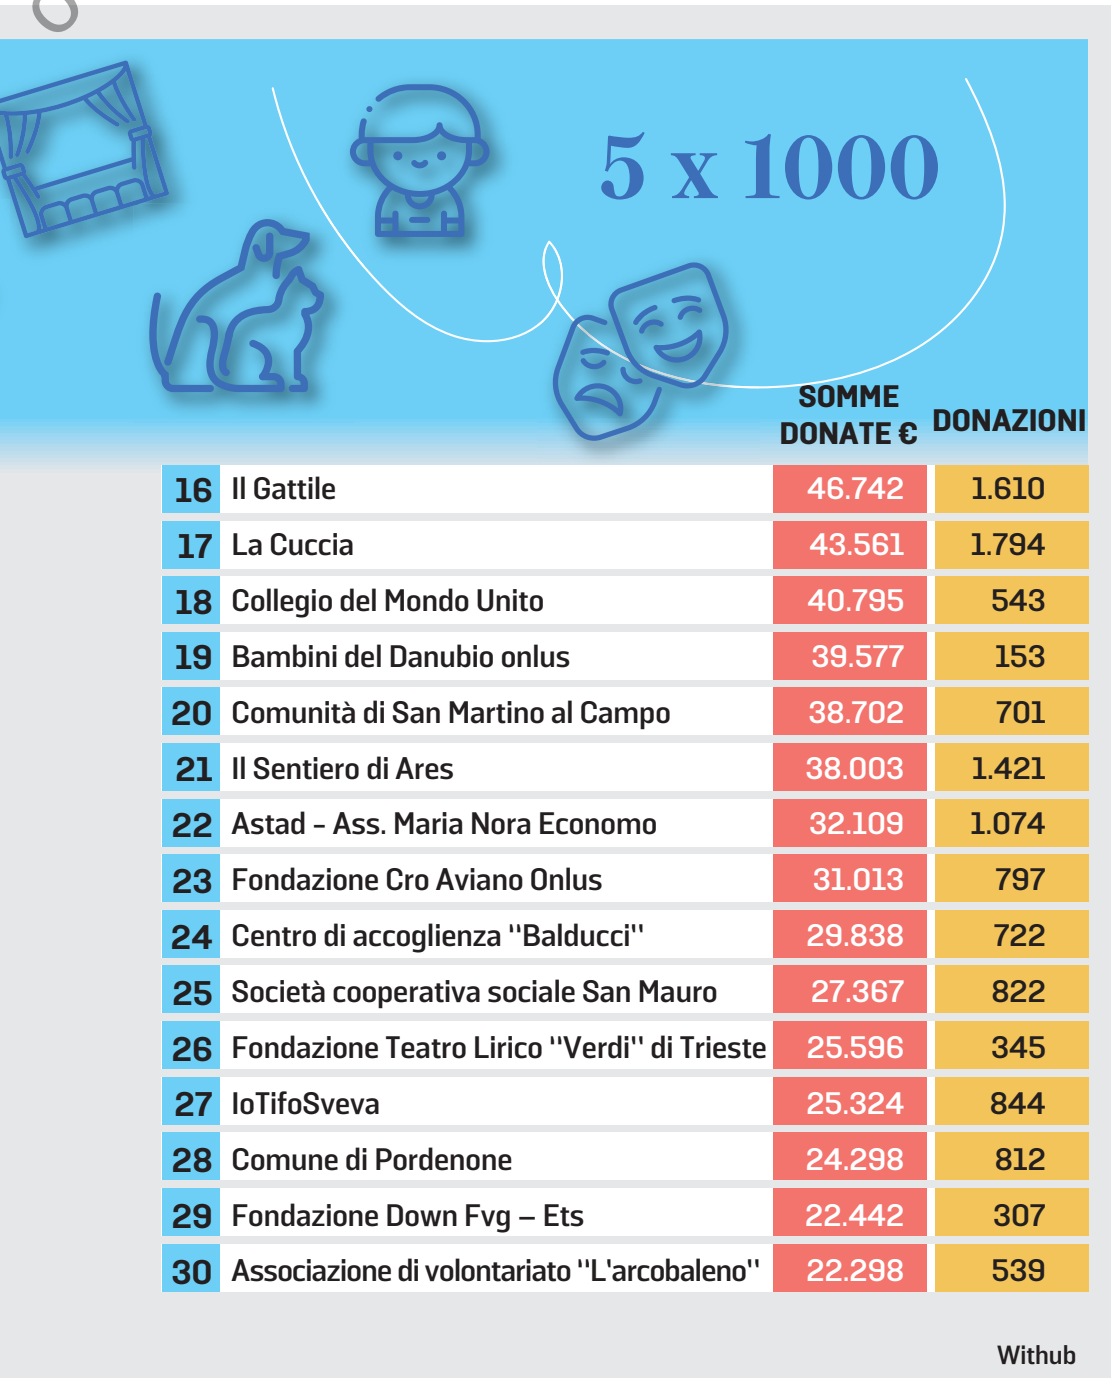 5 x 1000
SOMME
DONATE €
DONAZIONI
16 Il Gattile 46.742 1.610
17 La Cuccia 43.561 1.794
18 Collegio del Mondo Unito 40.795 543
19 Bambini del Danubio onlus 39.577 153
20 Comunità di San Martino al Campo 38.702 701
21 Il Sentiero di Ares 38.003 1.421
22 Astad - Ass. Maria Nora Economo 32.109 1.074
23 Fondazione Cro Aviano Onlus 31.013 797
24 Centro di accoglienza "Balducci" 29.838 722
25 Società cooperativa sociale San Mauro 27.367 822
26 Fondazione Teatro Lirico "Verdi" di Trieste 25.596 345
27 IoTifoSveva 25.324 844
28 Comune di Pordenone 24.298 812
29 Fondazione Down Fvg – Ets 22.442 307
30 Associazione di volontariato "L'arcobaleno" 22.298 539
Withub